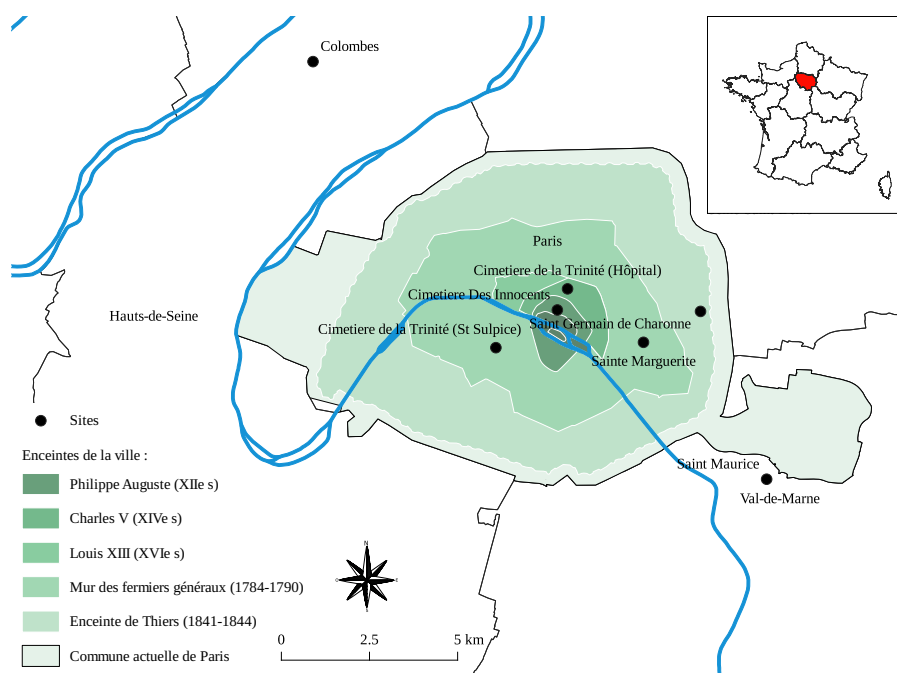 Colombes
Paris
Cimetiere de la Trinité (Hôpital)
Cimetiere Des Innocents
Hauts-de-Seine
Saint Germain de Charonne
Cimetiere de la Trinité (St Sulpice)
Sainte Marguerite
Sites
Enceintes de la ville :
Saint Maurice
Philippe Auguste (XIIe s)
Val-de-Marne
Charles V (XIVe s)
Louis XIII (XVIe s)
N
O
E
S
Mur des fermiers généraux (1784-1790)
Enceinte de Thiers (1841-1844)
0 2.5 5 km
Commune actuelle de Paris